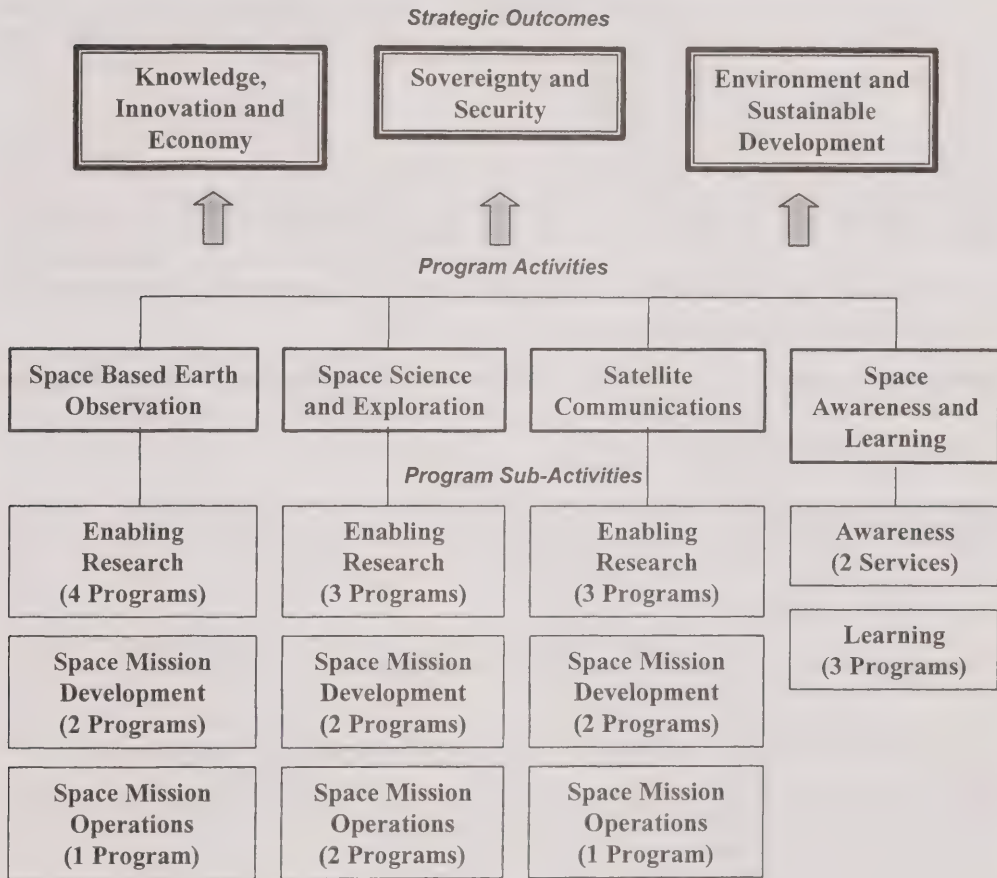 Strategic Outcomes
Knowledge,
Innovation and
Economy
Sovereignty and
Security
Environment and
Sustainable
Development
Program Activities
Space Based Earth
Observation
Space Science
and Exploration
Satellite
Communications
Space
Awareness and
Learning
Program Sub-Activities
Enabling
Research
(4 Programs)
Enabling
Research
(3 Programs)
Enabling
Research
(3 Programs)
Awareness
(2 Services)
Space Mission
Development
(2 Programs)
Space Mission
Development
(2 Programs)
Space Mission
Development
(2 Programs)
Learning
(3 Programs)
Space Mission
Operations
(1 Program)
Space Mission
Operations
(2 Programs)
Space Mission
Operations
(1 Program)